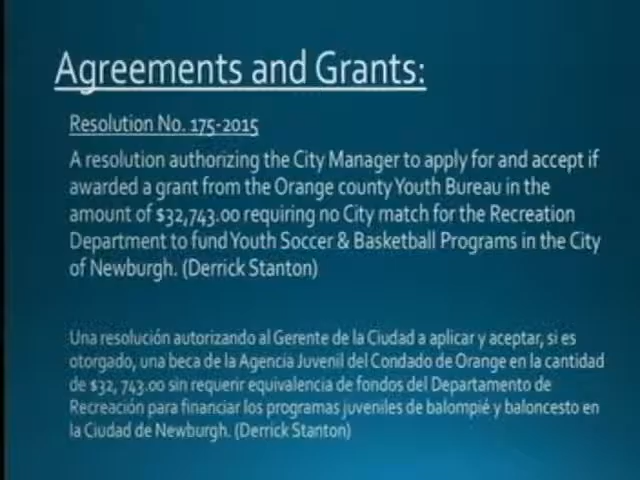 Agreements and Grants:
Resolution No. 175-2015
A resolution authorizing the City Manager to apply for and accept if
awarded a grant from the Orange county Youth Bureau in the
amount of $32,743.00 requiring no City match for the Recreation
Department to fund Youth Soccer & Basketball Programs in the City
of Newburgh. (Derrick Stanton)
Una resolución autorizando al Gerente de la Ciudad a aplicar y aceptar, si es
otorgado, una beca de la Agencia Juvenil del Condado de Orange en la cantidad
de $32, 743.00 sin requerir equivalencia de fondos del Departamento de
Recreación para financiar los programas juveniles de balompié y baloncesto en
la Ciudad de Newburgh. (Derrick Stanton)